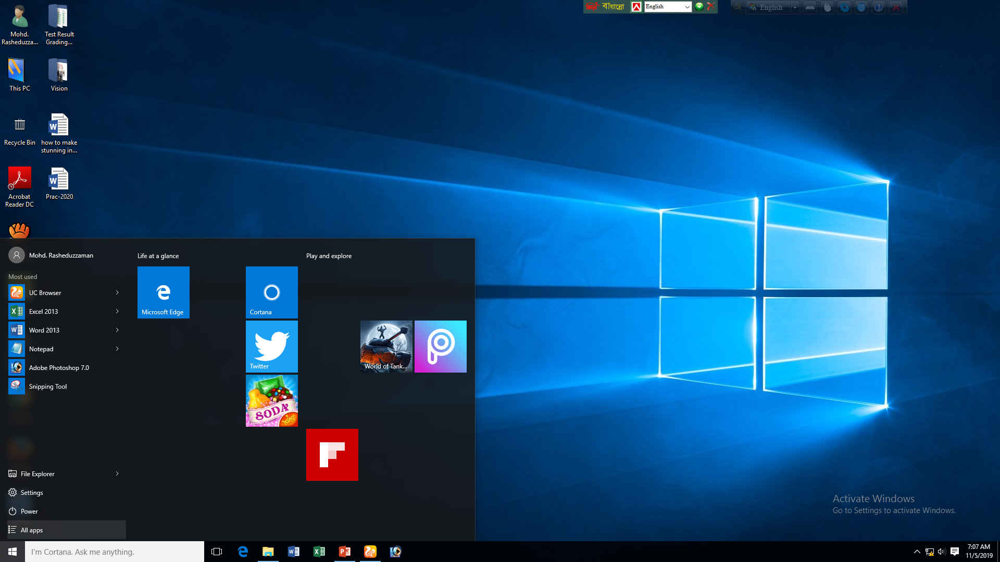 বায়ান্নো
English
English
Mohd.
Rasheduzza...
Test Result
Grading...
This PC
Vision
Recycle Bin
how to make
stunning in...
Acrobat
Reader DC
Prac-2020
Mohd. Rasheduzzaman
Life at a glance
Play and explore
Most used
UC Browser
Excel 2013
Word 2013
Notepad
Adobe Photoshop 7.0
Snipping Tool
Microsoft Edge
Cortana
Twitter
World of Tank...
SODA
King
File Explorer
Settings
Power
All apps
Activate Windows
Go to Settings to activate Windows.
I'm Cortana. Ask me anything.
7:07 AM
11/5/2019